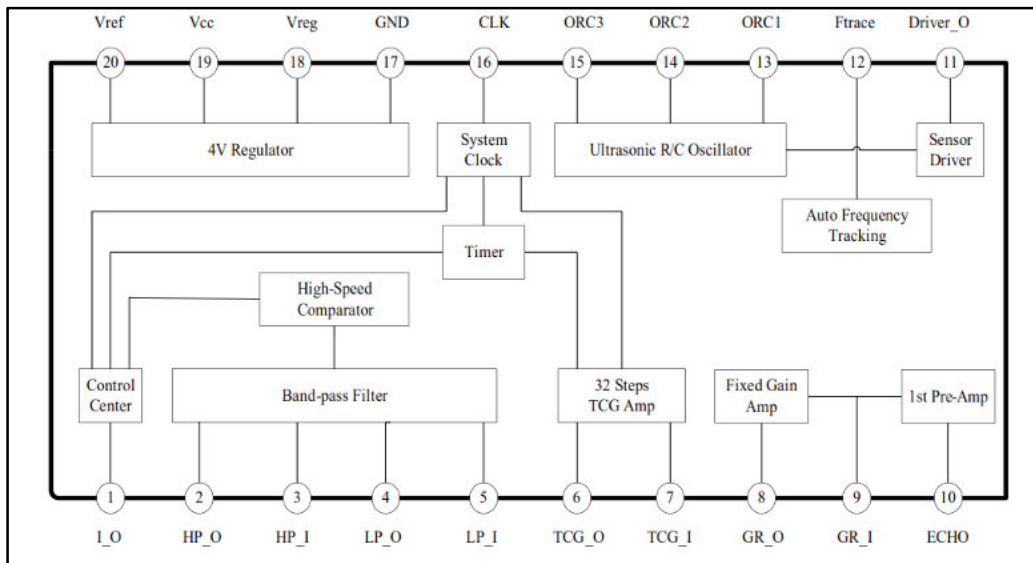 Vref Vcc Vreg GND CLK ORC3 ORC2 ORC1 Ftrace Driver_O
20 19 18 17 16 15 14 13 12 11
4V Regulator
System
Clock
Ultrasonic R/C Oscillator
Sensor
Driver
Auto Frequency
Tracking
Timer
High-Speed
Comparator
Control
Center
Band-pass Filter
32 Steps
TCG Amp
Fixed Gain
Amp
1st Pre-Amp
1 2 3 4 5 6 7 8 9 10
I_O HP_O HP_I LP_O LP_I TCG_O TCG_I GR_O GR_I ECHO